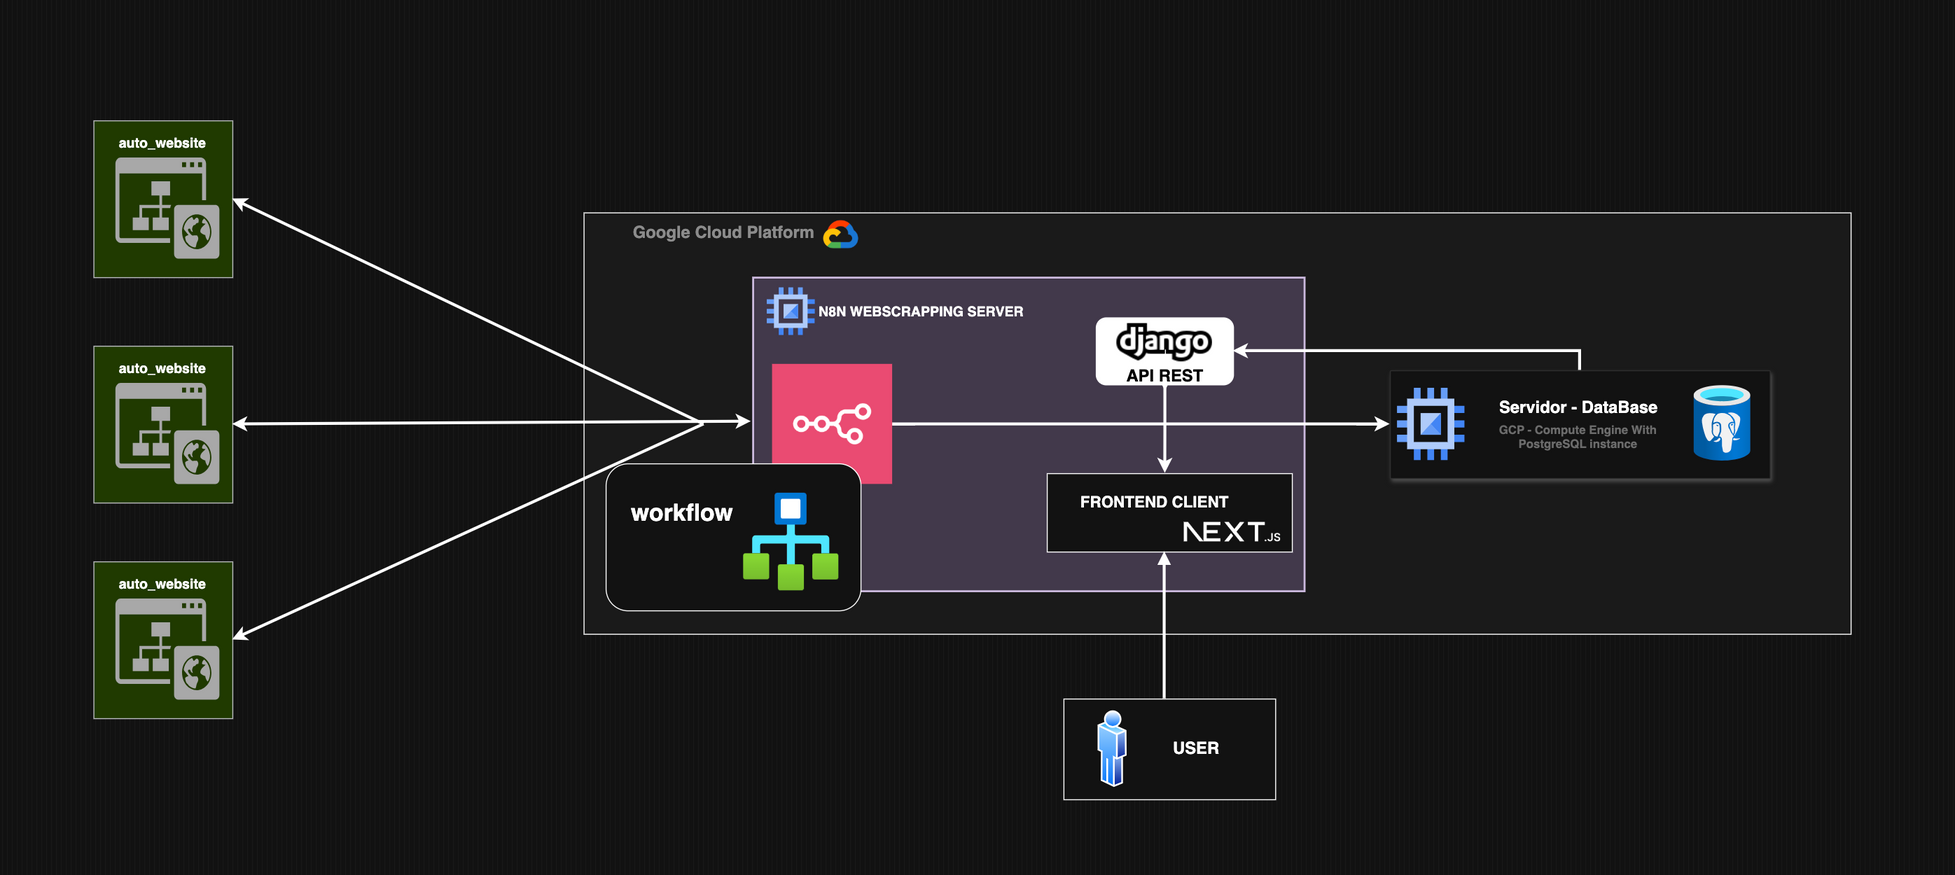 auto_website
auto_website
auto_website
Google Cloud Platform
N8N WEBSCRAPPING SERVER
django
API REST
Servidor - DataBase
GCP - Compute Engine With
PostgreSQL instance
workflow
FRONTEND CLIENT
NEXT.JS
USER